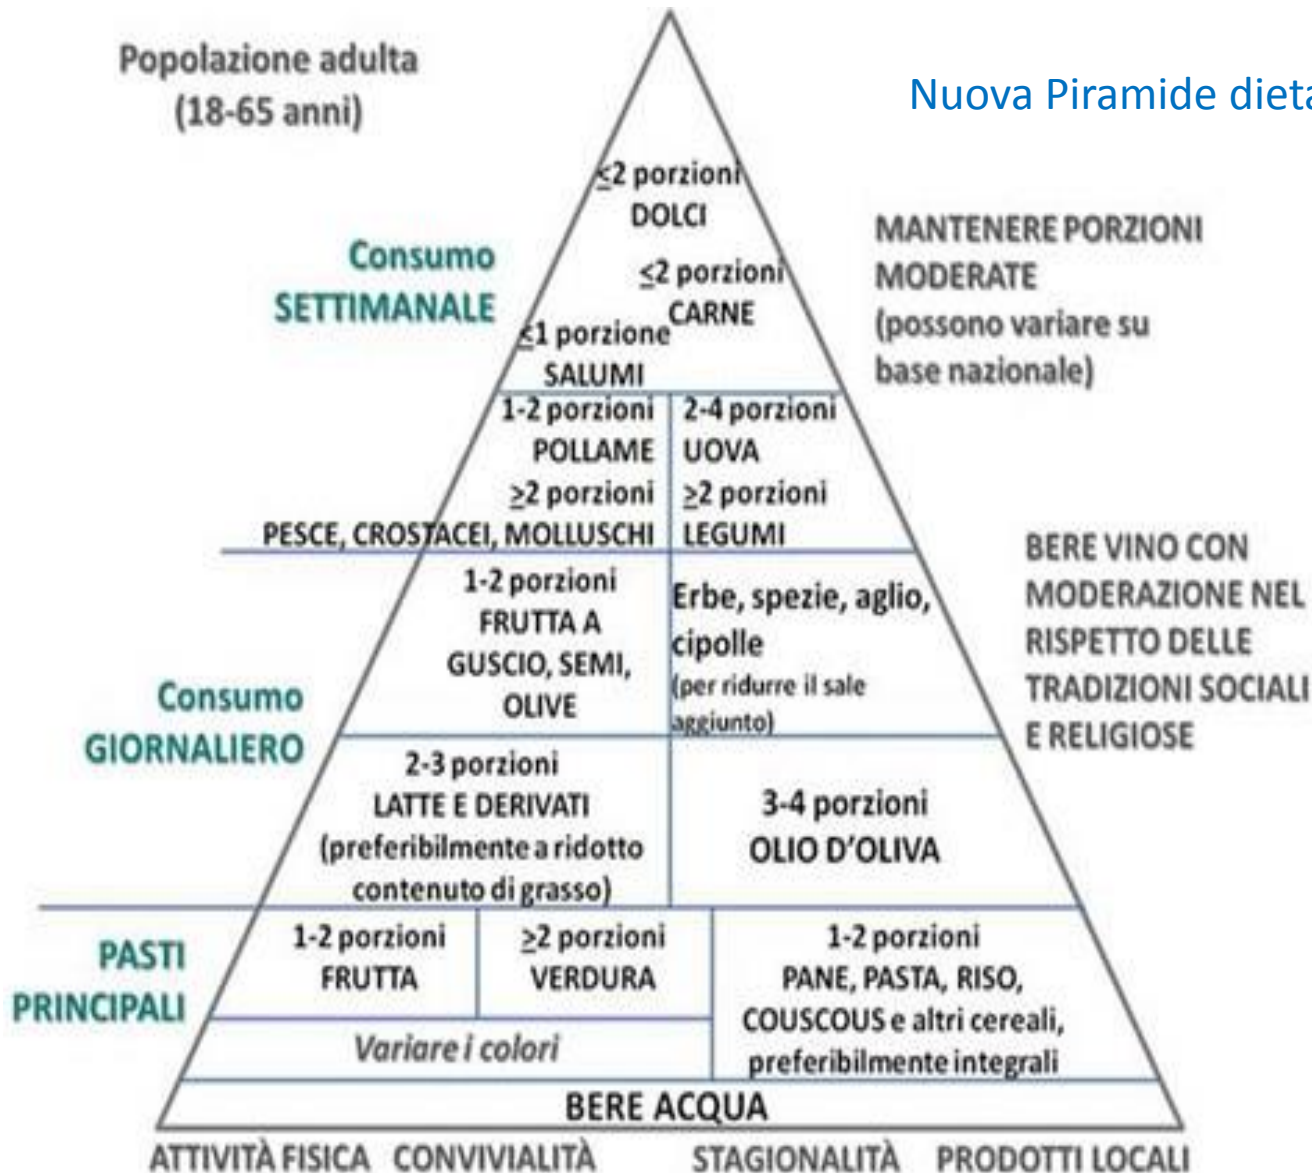 Popolazione adulta
(18-65 anni)
Nuova Piramide dieta
≤2 porzioni
DOLCI
Consumo
SETTIMANALE
≤2 porzioni
CARNE
≤1 porzione
SALUMI
MANTENERE PORZIONI
MODERATE
(possono variare su
base nazionale)
1-2 porzioni
POLLAME
≥2 porzioni
PESCE, CROSTACEI, MOLLUSCHI
2-4 porzioni
UOVA
≥2 porzioni
LEGUMI
BERE VINO CON
MODERAZIONE NEL
RISPETTO DELLE
TRADIZIONI SOCIALI
E RELIGIOSE
Consumo
GIORNALIERO
1-2 porzioni
FRUTTA A
GUSCIO, SEMI,
OLIVE
Erbe, spezie, aglio,
cipolle
(per ridurre il sale
aggiunto)
2-3 porzioni
LATTE E DERIVATI
(preferibilmente a ridotto
contenuto di grasso)
3-4 porzioni
OLIO D'OLIVA
PASTI
PRINCIPALI
1-2 porzioni
FRUTTA
≥2 porzioni
VERDURA
Variare i colori
1-2 porzioni
PANE, PASTA, RISO,
COUSCOUS e altri cereali,
preferibilmente integrali
BERE ACQUA
ATTIVITÀ FISICA CONVIVIALITÀ STAGIONALITÀ PRODOTTI LOCALI